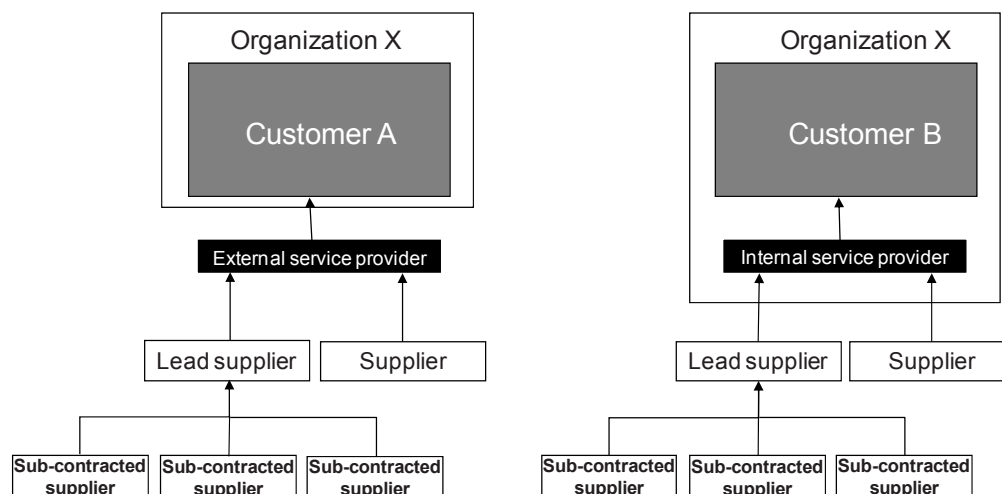 Organization X
Customer A
External service provider
Lead supplier
Supplier
Sub-contracted
supplier
Sub-contracted
supplier
Sub-contracted
supplier
Organization X
Customer B
Internal service provider
Lead supplier
Supplier
Sub-contracted
supplier
Sub-contracted
supplier
Sub-contracted
supplier